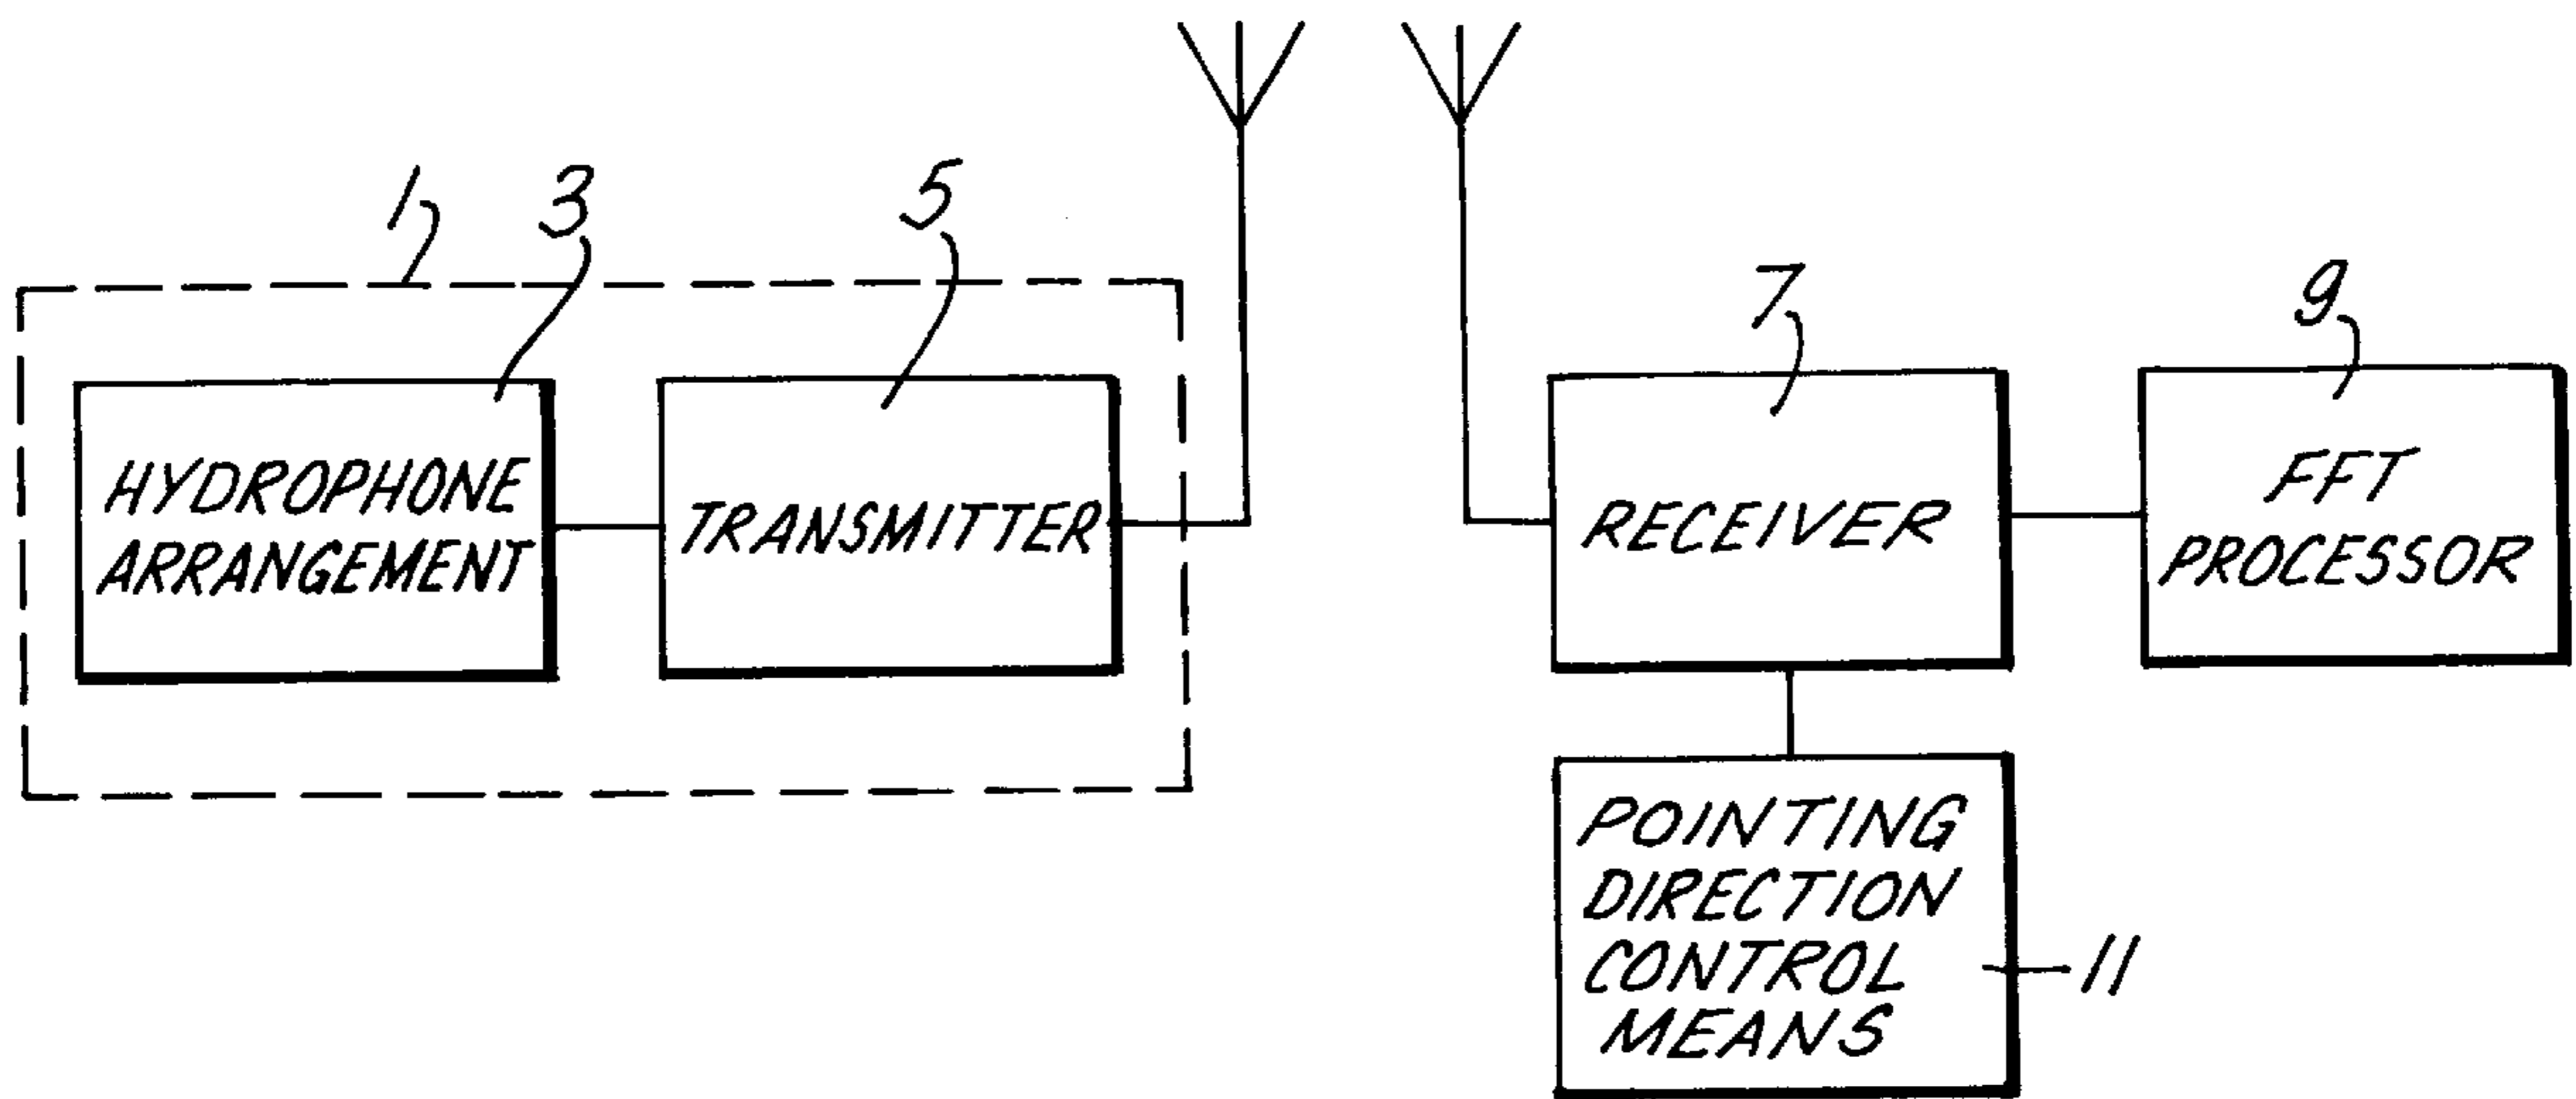 1
3
5
7
9
HYDROPHONE
ARRANGEMENT
TRANSMITTER
RECEIVER
FFT
PROCESSOR
POINTING
DIRECTION
CONTROL
MEANS
11